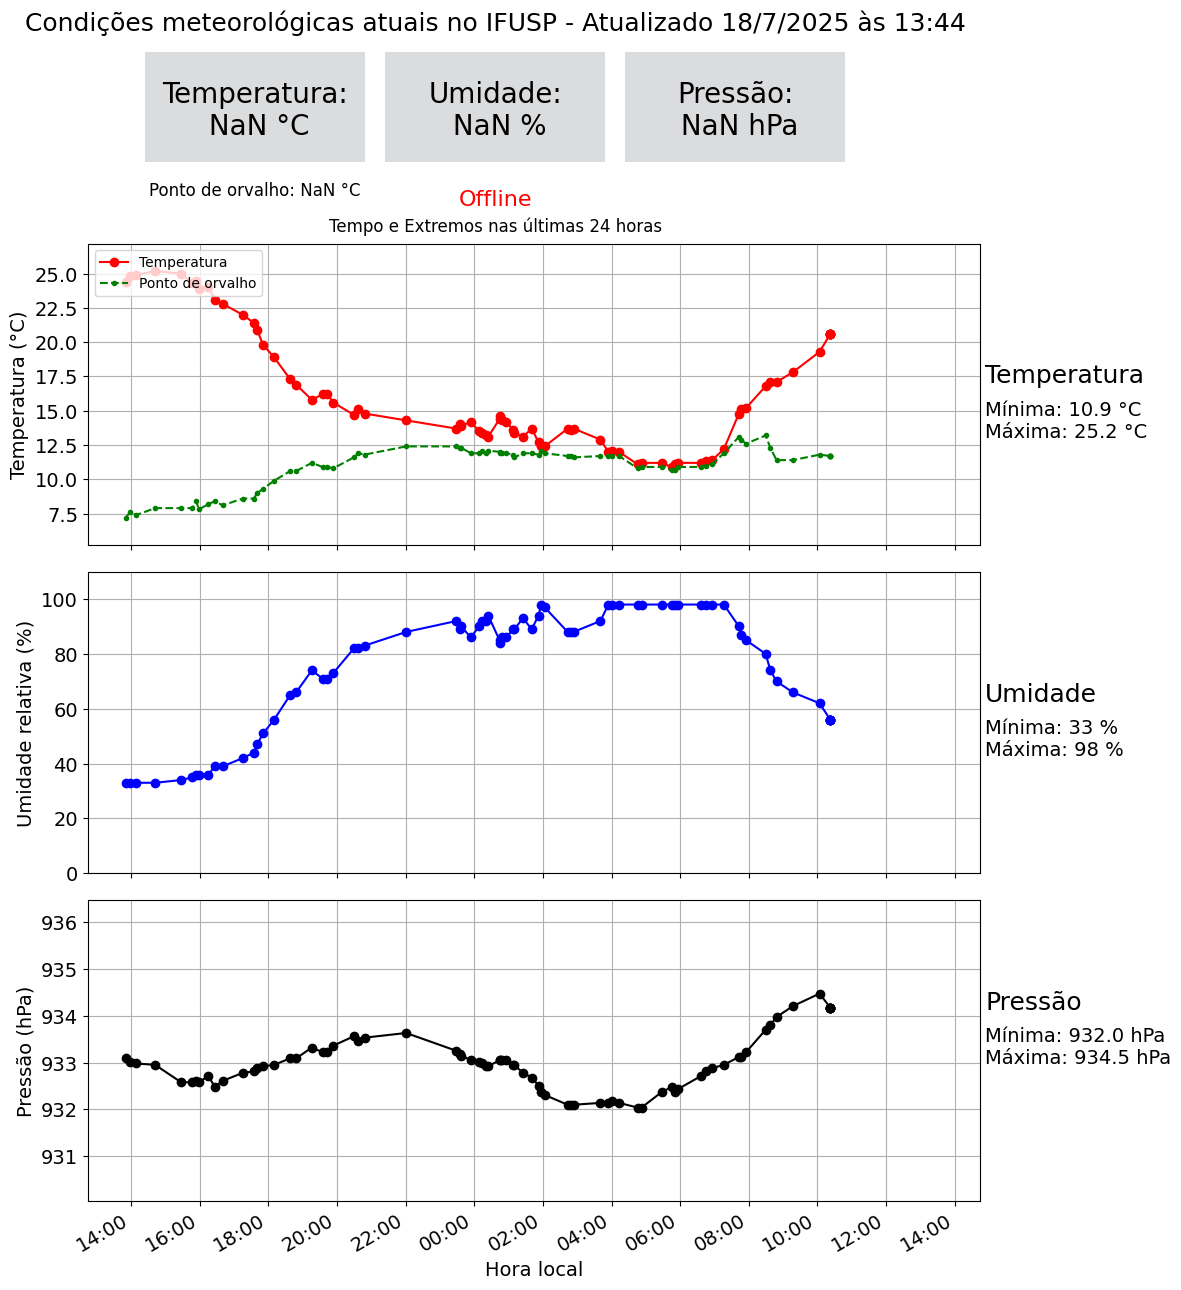 Condições meteorológicas atuais no IFUSP - Atualizado 18/7/2025 às 13:44
Temperatura:
NaN °C
Umidade:
NaN %
Pressão:
NaN hPa
Ponto de orvalho: NaN °C
Offline
Tempo e Extremos nas últimas 24 horas
Temperatura (°C)
25.0
22.5
20.0
17.5
15.0
12.5
10.0
7.5
Temperatura
Ponto de orvalho
Temperatura
Mínima: 10.9 °C
Máxima: 25.2 °C
Umidade relativa (%)
100
80
60
40
20
0
Umidade
Mínima: 33 %
Máxima: 98 %
Pressão (hPa)
936
935
934
933
932
931
Pressão
Mínima: 932.0 hPa
Máxima: 934.5 hPa
14:00
16:00
18:00
20:00
22:00
00:00
02:00
04:00
06:00
08:00
10:00
12:00
14:00
Hora local